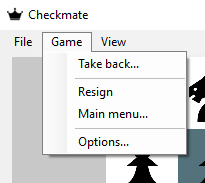 Checkmate
File Game View
Take back...
Resign
Main menu...
Options...